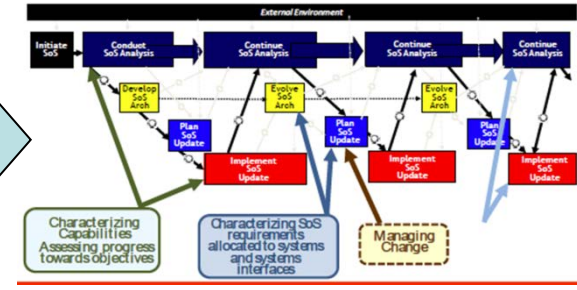 External Environment
Initiate
SoS
Conduct
SoS Analysis
Continue
SoS Analysis
Continue
SoS Analysis
Continue
SoS Analysis
Develop
SoS
Arch
Evolve
SoS
Arch
Evolve
SoS
Arch
Plan
SoS
Update
Plan
SoS
Update
Plan
SoS
Update
Implement
SoS
Update
Implement
SoS
Update
Implement
SoS
Update
Characterizing
Capabilities
Assessing progress
towards objectives
Characterizing SoS
requirements
allocated to systems
and systems
interfaces
Managing
Change